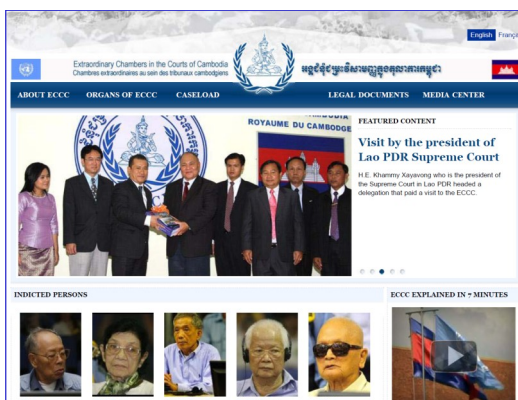 English Françai
Extraordinary Chambers in the Courts of Cambodia
Chambres extraordinaires au sein des tribunaux cambodgiens
អង្គជំនុំជម្រះវិសាមញ្ញក្នុងតុលាការកម្ពុជា
ABOUT ECCC ORGANS OF ECCC CASELOAD LEGAL DOCUMENTS MEDIA CENTER
ROYAUME DU CAMBODGE
FEATURED CONTENT
Visit by the president of
Lao PDR Supreme Court
H.E. Khammy Xayavong who is the president of
the Supreme Court in Lao PDR headed a
delegation that paid a visit to the ECCC.
INDICTED PERSONS
ECCC EXPLAINED IN 7 MINUTES